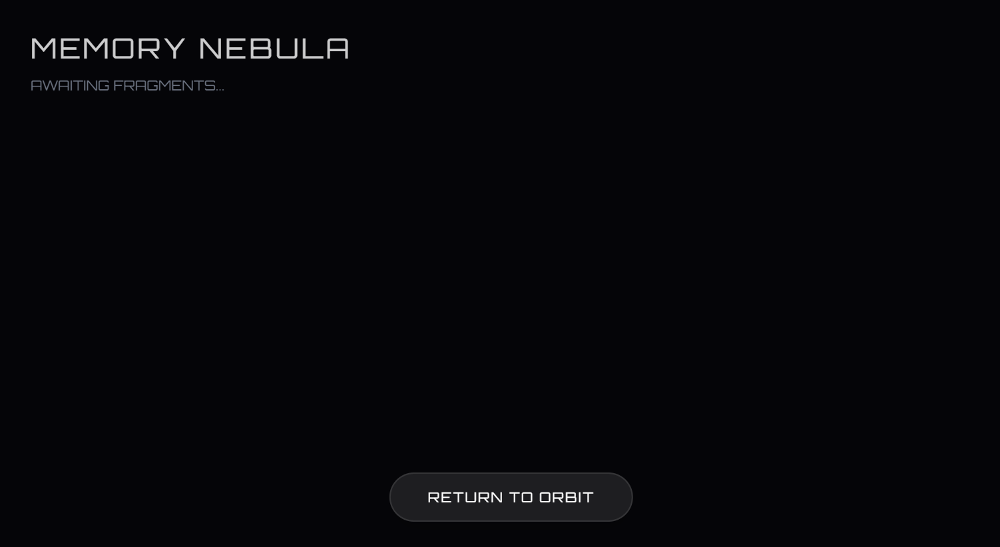 MEMORY NEBULA
AWAITING FRAGMENTS...
RETURN TO ORBIT